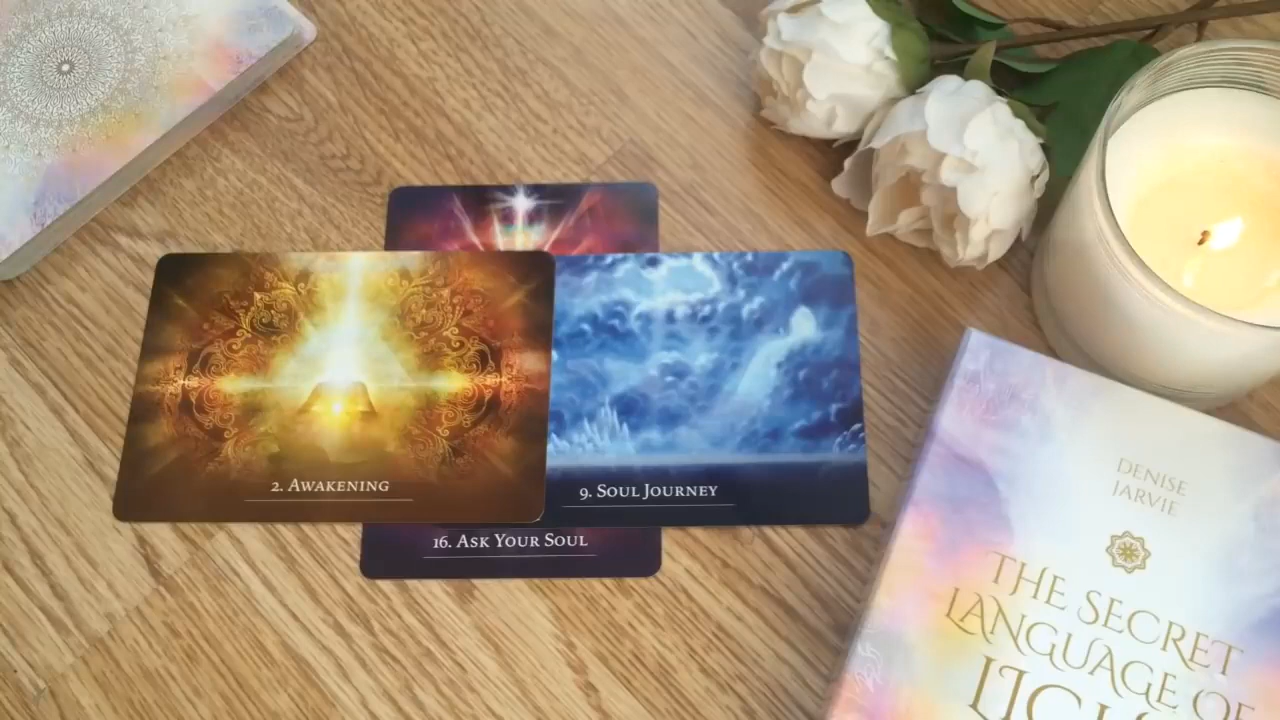 2. Awakening
9. Soul Journey
16. Ask Your Soul
DENISE
JARVIE
THE SECRET
LANGUAGE OF